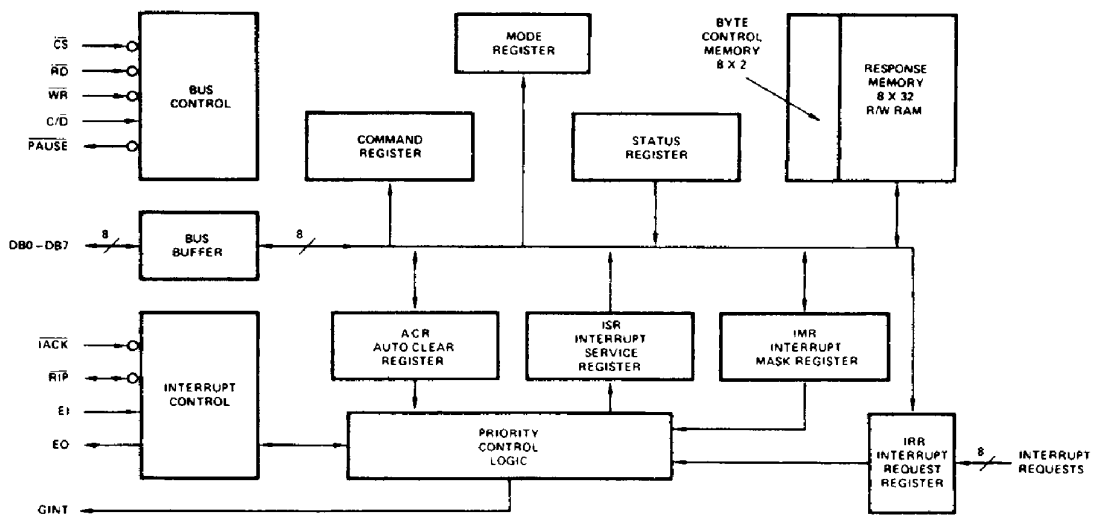 MODE
REGISTER
BYTE
CONTROL
MEMORY
8 X 2
RESPONSE
MEMORY
8 X 32
R/W RAM
CS
RD
WR
C/D
PAUSE
BUS
CONTROL
COMMAND
REGISTER
STATUS
REGISTER
DB0-DB7
8
BUS
BUFFER
8
ACR
AUTO CLEAR
REGISTER
ISR
INTERRUPT
SERVICE
REGISTER
IMR
INTERRUPT
MASK REGISTER
IACK
RIP
EI
EO
INTERRUPT
CONTROL
PRIORITY
CONTROL
LOGIC
IRR
INTERRUPT
REQUEST
REGISTER
8
INTERRUPT
REQUESTS
GINT